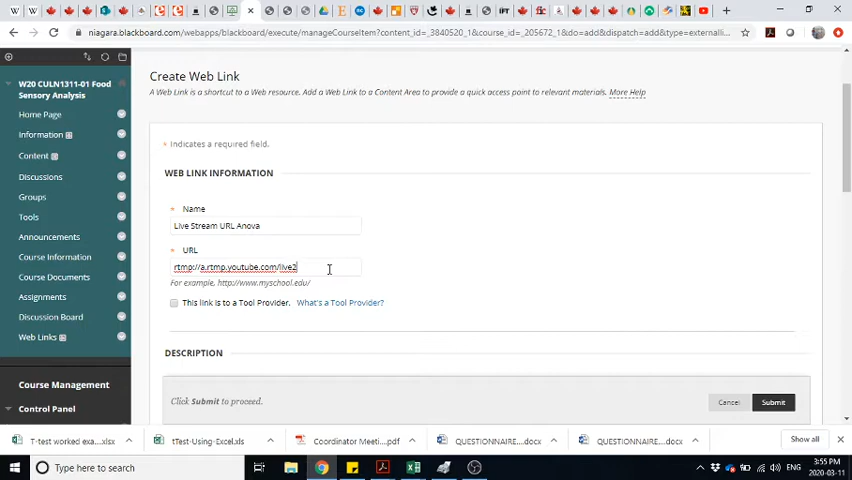 niagara.blackboard.com/webapps/blackboard/execute/manageCourseItem?content_id=_3840520_1&course_id=_205672_1&do=add&dispatch=add&type=externalli...
W20 CULN1311-01 Food
Sensory Analysis
Home Page
Information
Content
Discussions
Groups
Tools
Announcements
Course Information
Course Documents
Assignments
Discussion Board
Web Links
Course Management
Control Panel
Create Web Link
A Web Link is a shortcut to a Web resource. Add a Web Link to a Content Area to provide a quick access point to relevant materials. More Help
* Indicates a required field.
WEB LINK INFORMATION
* Name
Live Stream URL Anova
* URL
rtmp://a.rtmp.youtube.com/live2
For example, http://www.myschool.edu/
This link is to a Tool Provider. What's a Tool Provider?
DESCRIPTION
Click Submit to proceed.
Cancel
Submit
T-test worked exa....xlsx
tTest-Using-Excel.xls
Coordinator Meeti....pdf
QUESTIONNAIRE....docx
QUESTIONNAIRE....docx
Show all
Type here to search
ENG
3:55 PM
2020-03-11